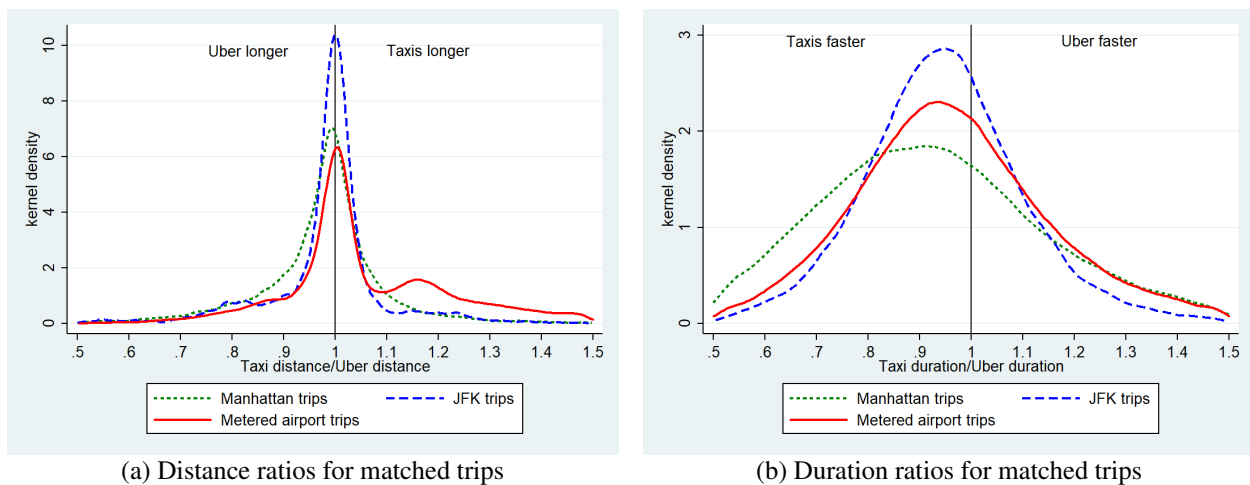 Uber longer
Taxis longer
kernel density
0 2 4 6 8 10
.5 .6 .7 .8 .9 1 1.1 1.2 1.3 1.4 1.5
Taxi distance/Uber distance
Manhattan trips
JFK trips
Metered airport trips
(a) Distance ratios for matched trips
Taxis faster
Uber faster
kernel density
0 1 2 3
.5 .6 .7 .8 .9 1 1.1 1.2 1.3 1.4 1.5
Taxi duration/Uber duration
Manhattan trips
JFK trips
Metered airport trips
(b) Duration ratios for matched trips